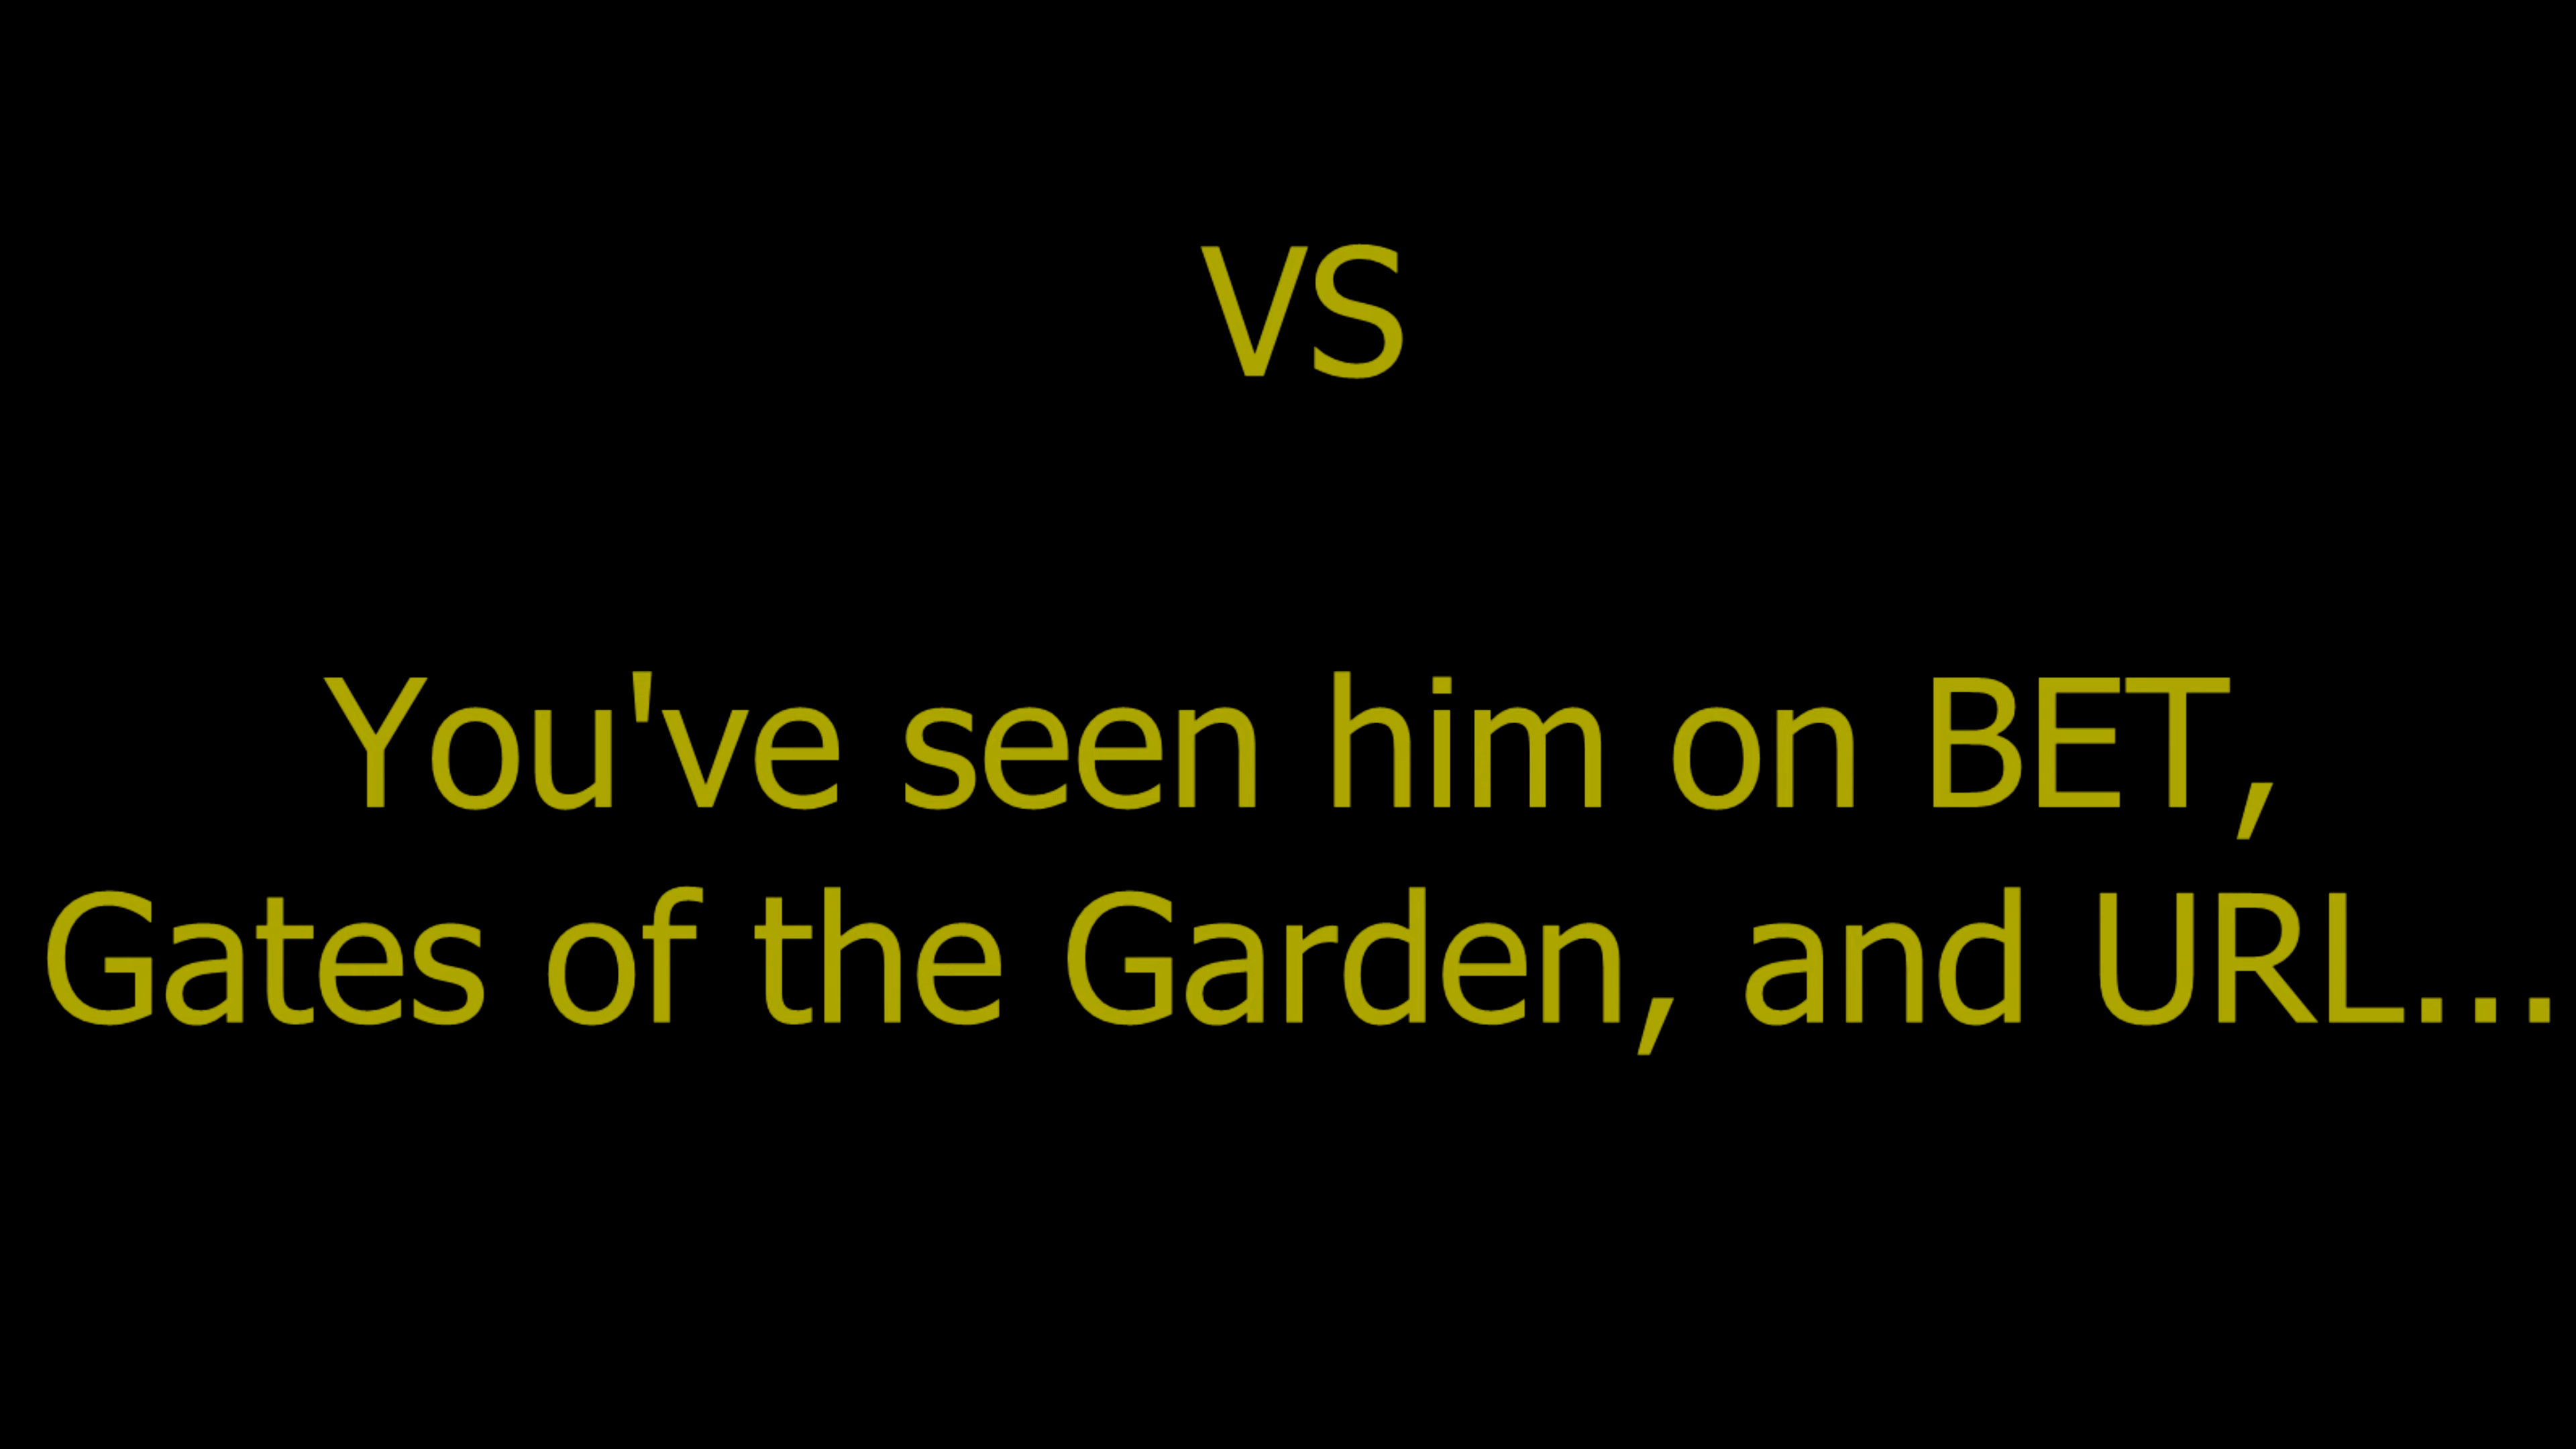 VS
You've seen him on BET,
Gates of the Garden, and URL...